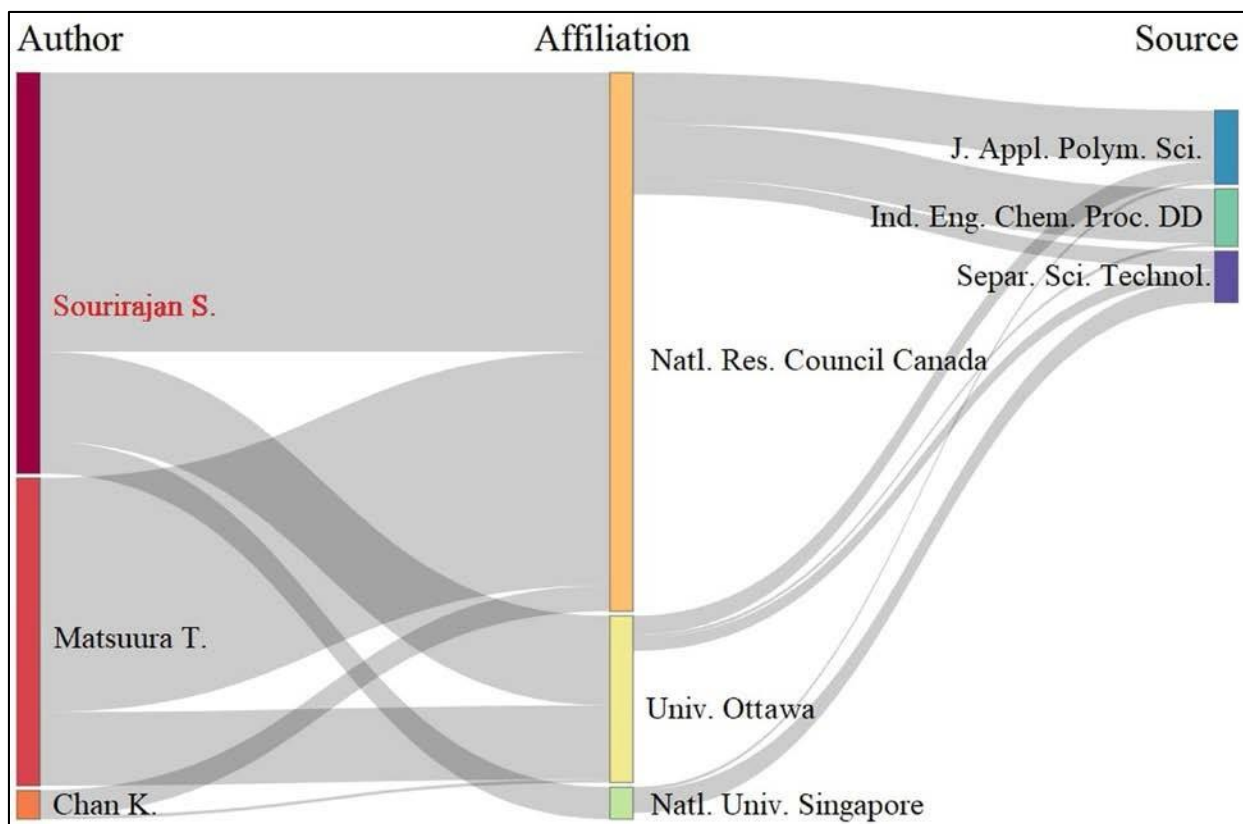 Author
Affiliation
Source
Sourirajan S.
Matsuura T.
Chan K.
Natl. Res. Council Canada
Univ. Ottawa
Natl. Univ. Singapore
J. Appl. Polym. Sci.
Ind. Eng. Chem. Proc. DD
Separ. Sci. Technol.